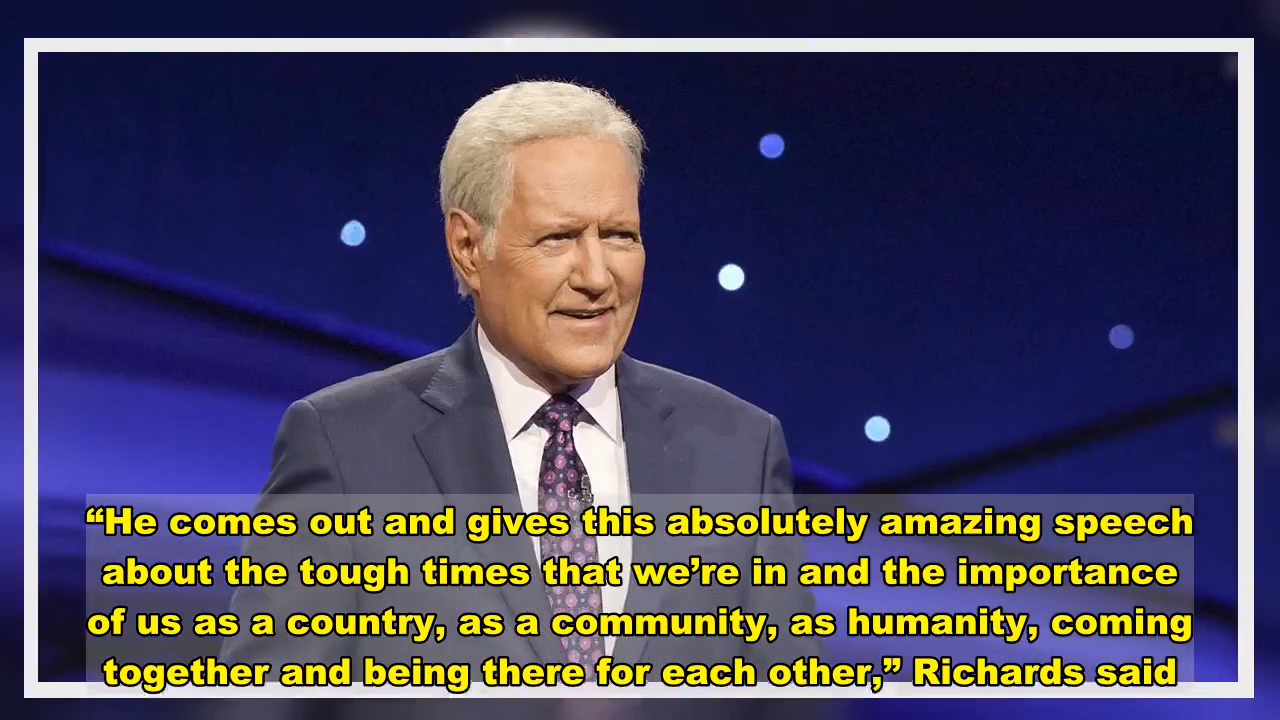 “He comes out and gives this absolutely amazing speech
about the tough times that we’re in and the importance
of us as a country, as a community, as humanity, coming
together and being there for each other,” Richards said